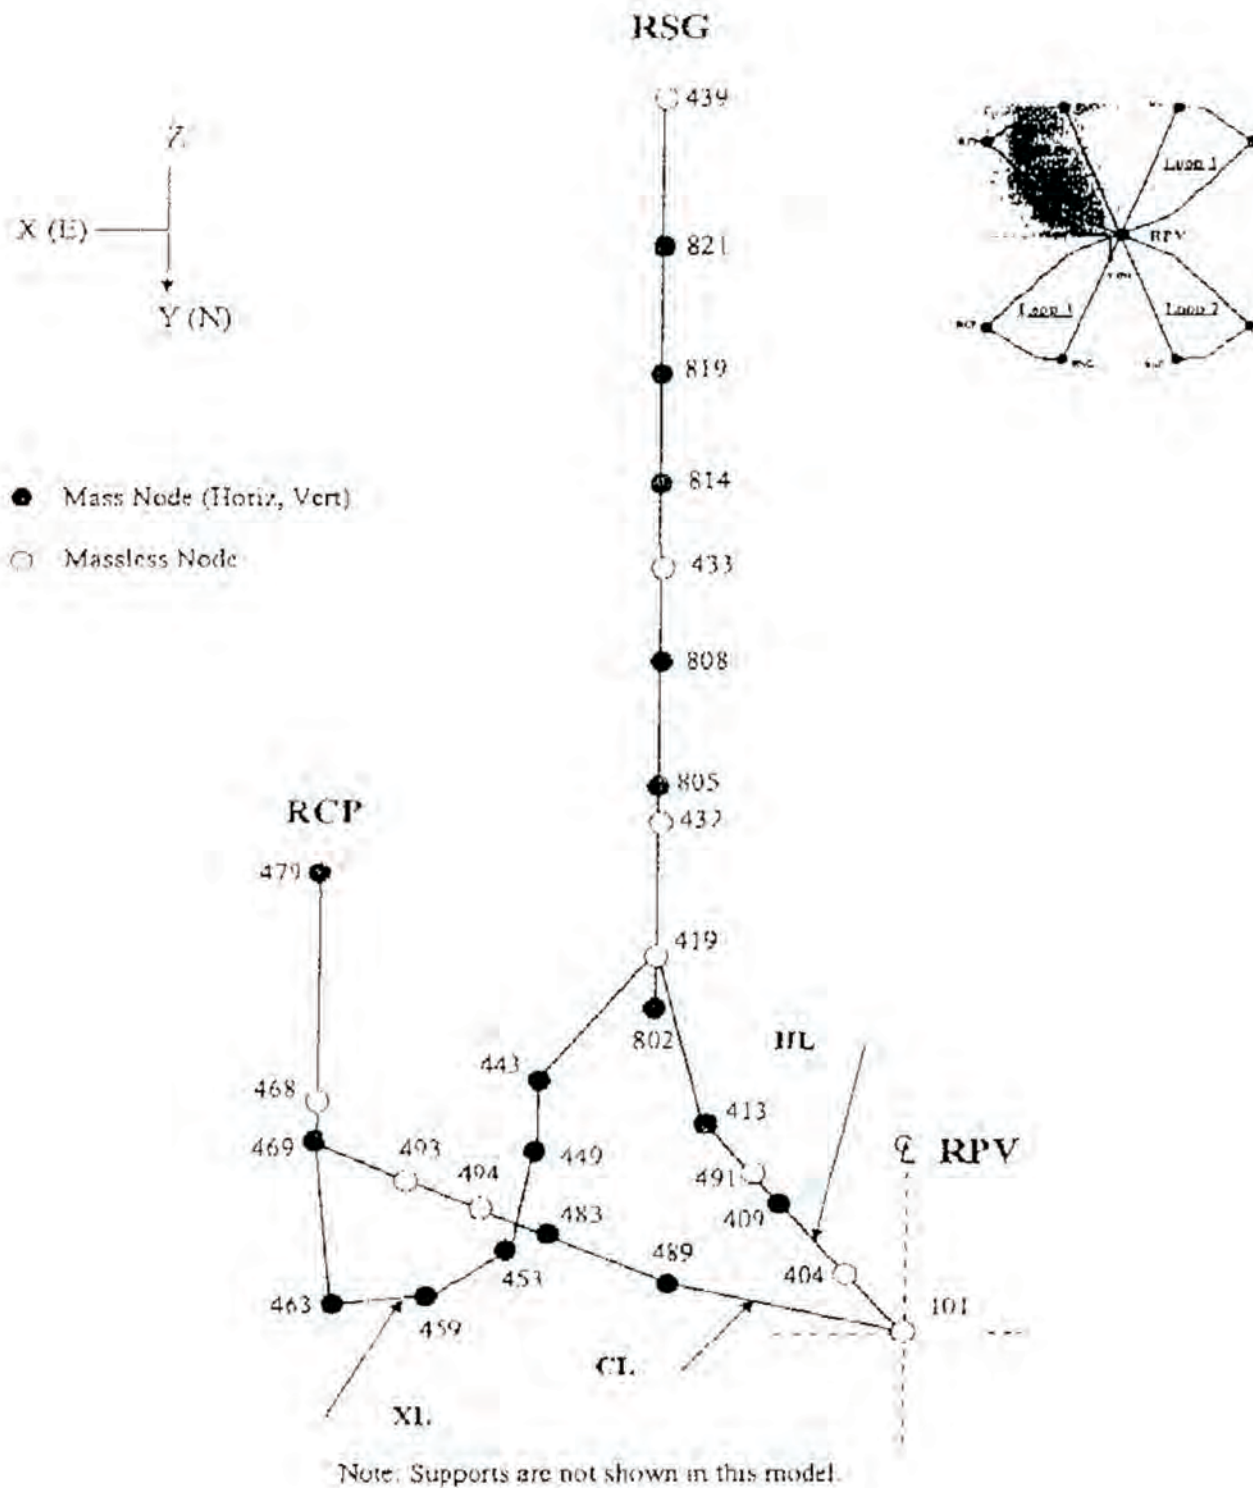 RSG
439
Z
X (E)
Y (N)
821
Loop 1
RPV
Loop 2
RCP
819
814
Mass Node (Horiz, Vert)
433
Massless Node
808
805
RCP
432
479
419
802
HL
443
468
413
℄ RPV
469
493
449
491
494
409
483
489
404
453
463
101
459
CL
XL
Note: Supports are not shown in this model.